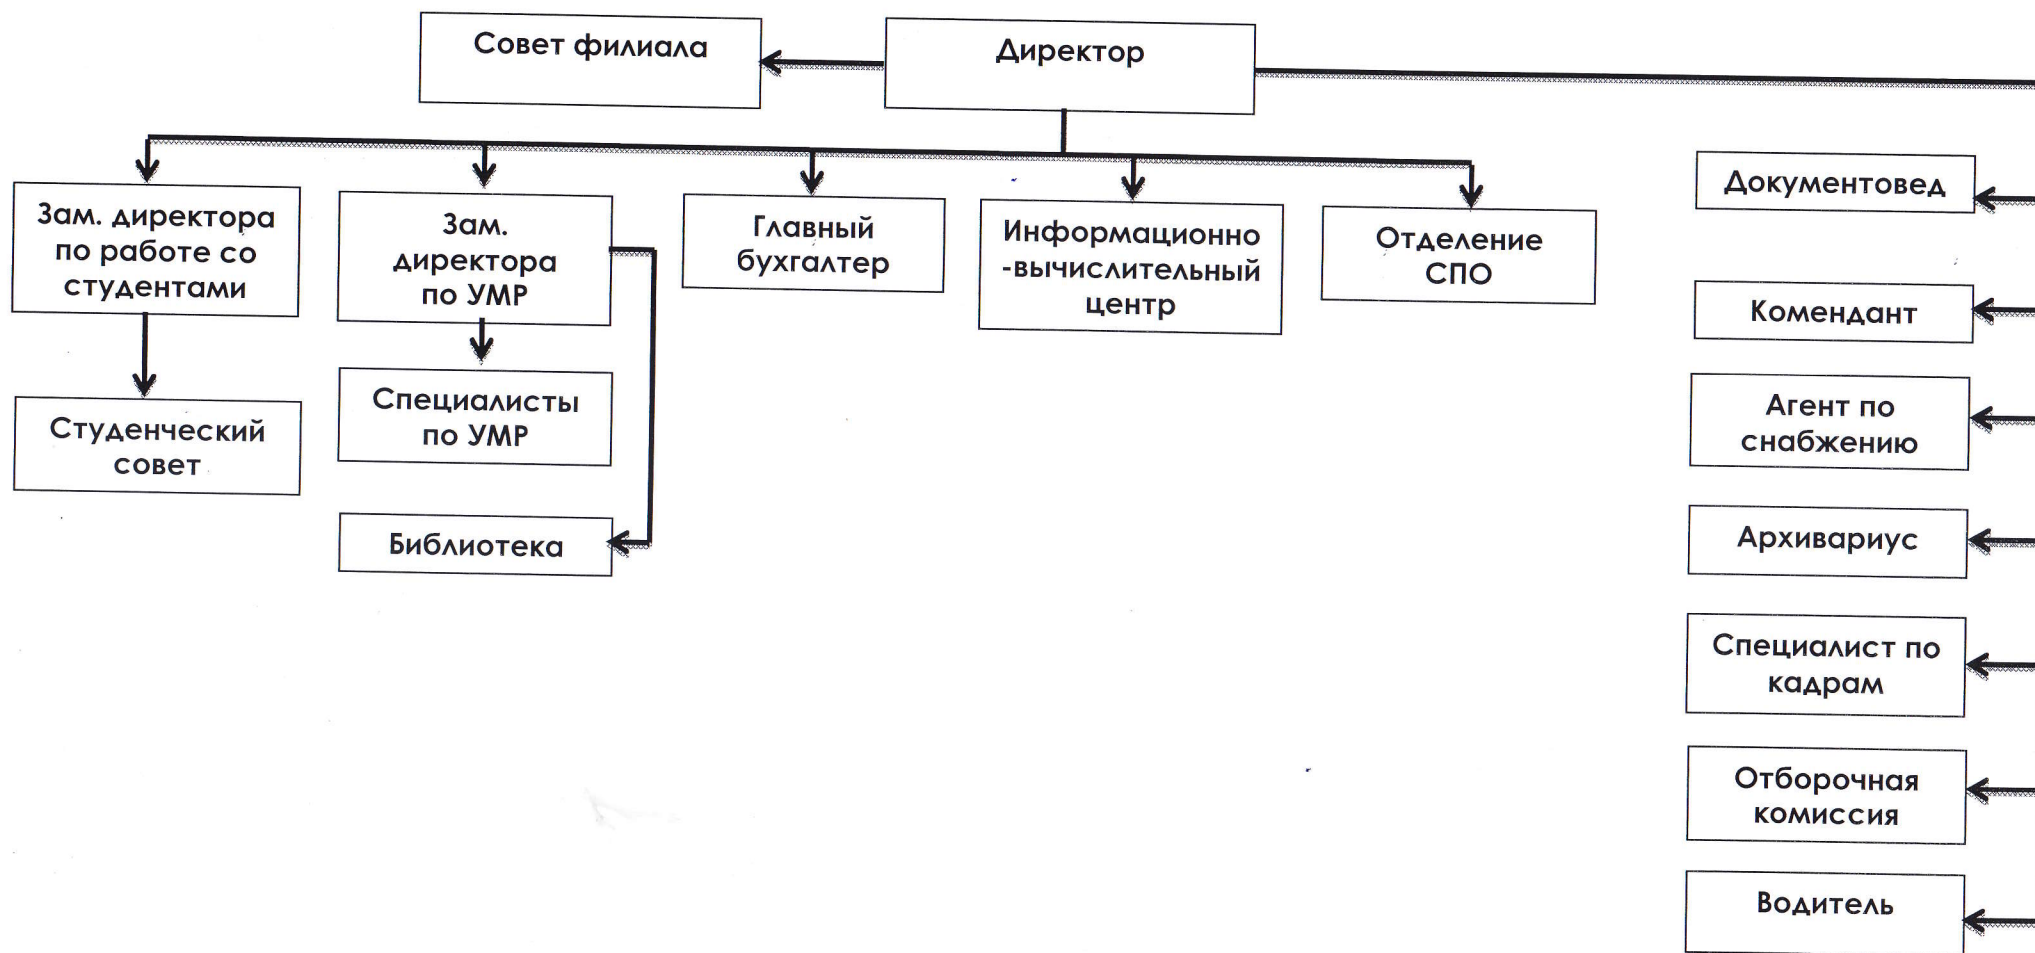 Совет филиала
Директор
Зам. директора
по работе со
студентами
Зам.
директора
по УМР
Главный
бухгалтер
Информационно
-вычислительный
центр
Отделение
СПО
Студенческий
совет
Специалисты
по УМР
Библиотека
Документовед
Комендант
Агент по
снабжению
Архивариус
Специалист по
кадрам
Отборочная
комиссия
Водитель